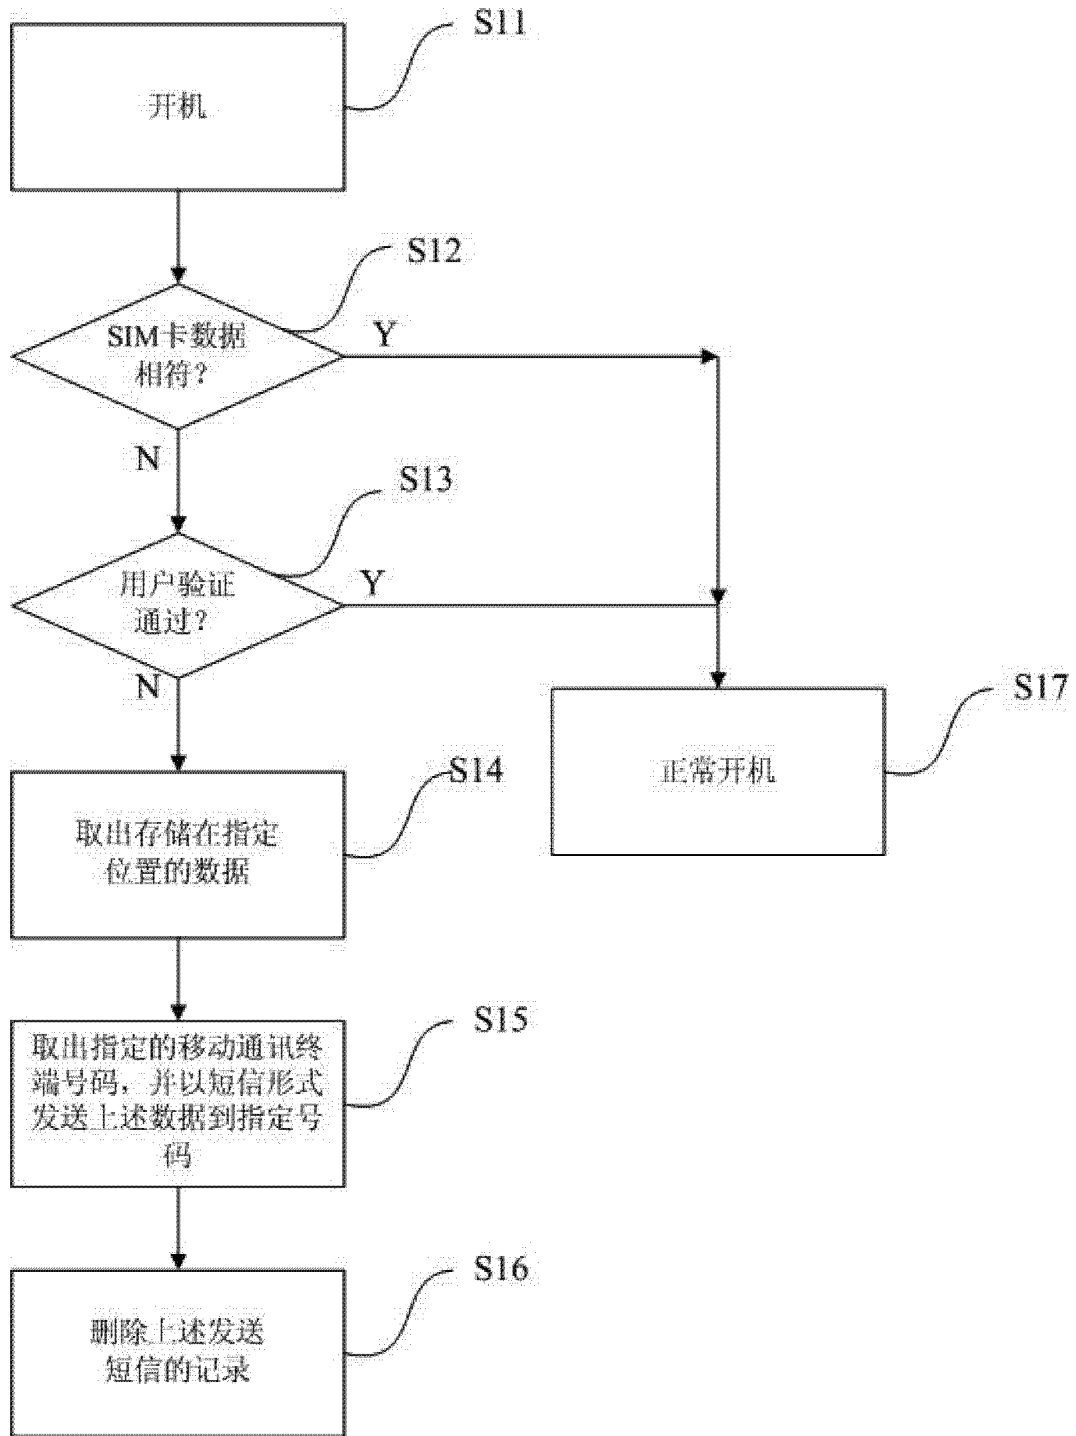 S11
开机
S12
SIM卡数据
相符？
Y
N
S13
用户验证
通过？
Y
N
S14
取出存储在指定
位置的数据
S17
正常开机
S15
取出指定的移动通讯终
端号码，并以短信形式
发送上述数据到指定号
码
S16
删除上述发送
短信的记录